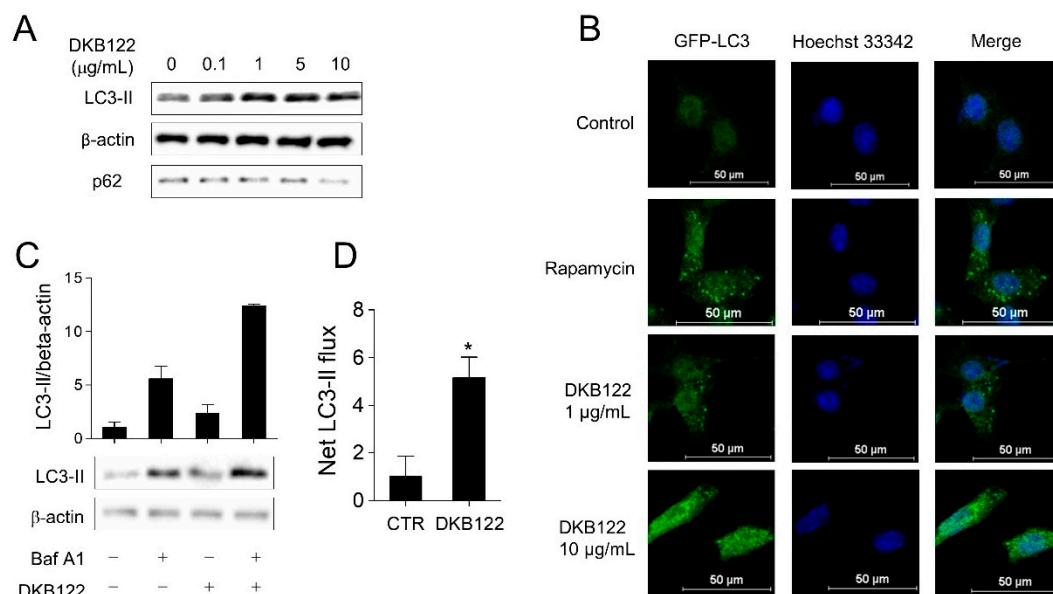 A
DKB122
(μg/mL)
0 0.1 1 5 10
LC3-II
β-actin
p62
B
GFP-LC3 Hoechst 33342 Merge
Control
50 μm 50 μm 50 μm
Rapamycin
50 μm 50 μm 50 μm
DKB122
1 μg/mL
50 μm 50 μm 50 μm
DKB122
10 μg/mL
50 μm 50 μm 50 μm
C
LC3-II/beta-actin
15
10
5
0
LC3-II
β-actin
Baf A1 − + − +
DKB122 − − + +
D
Net LC3-II flux
8
6
4
2
0
*
CTR DKB122